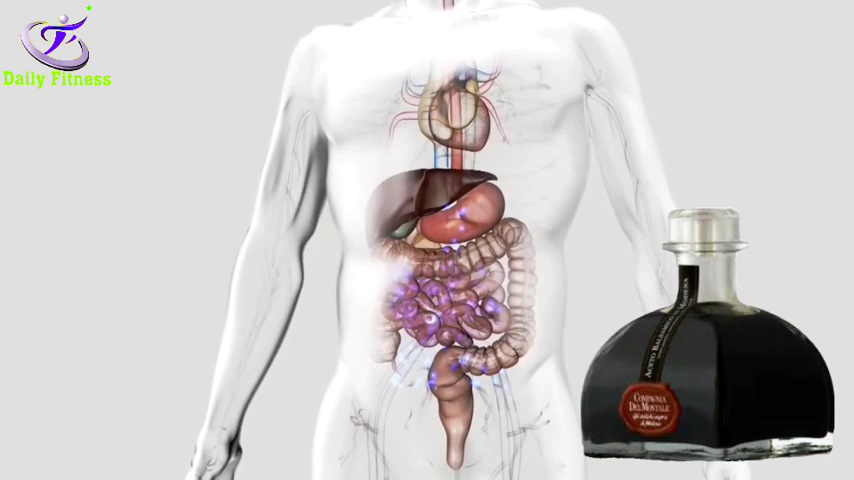 Daily Fitness
ACETO BALSAMICO DI MODENA
COMPAGNIA
DEL MONTALE